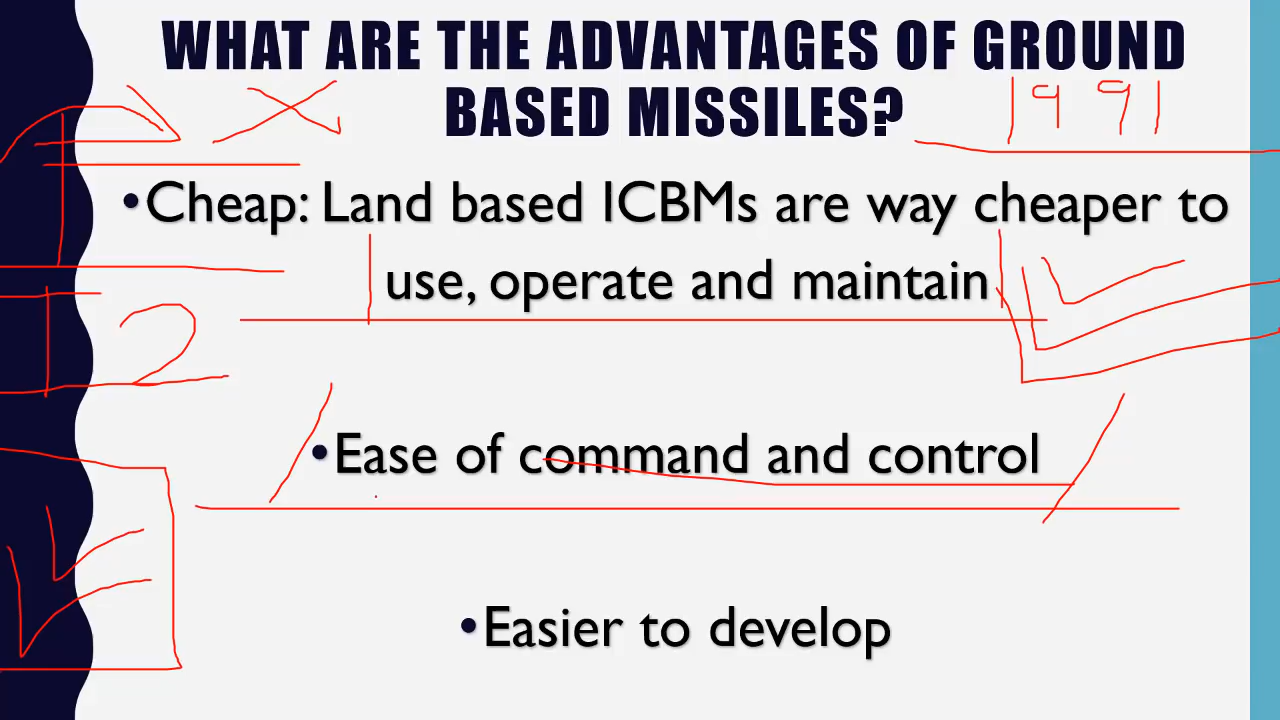 WHAT ARE THE ADVANTAGES OF GROUND
BASED MISSILES?
1991
•Cheap: Land based ICBMs are way cheaper to
use, operate and maintain
2
•Ease of command and control
•Easier to develop